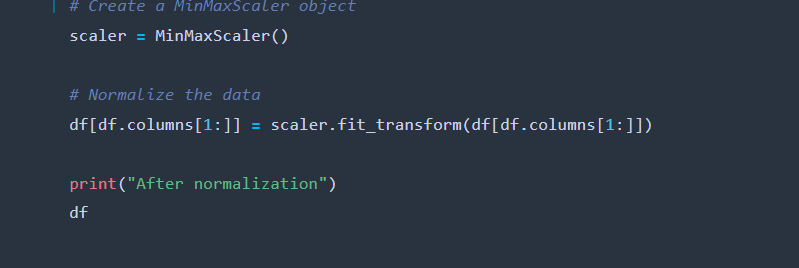 # Create a MinMaxScaler object
scaler = MinMaxScaler()
# Normalize the data
df[df.columns[1:]] = scaler.fit_transform(df[df.columns[1:]])
print("After normalization")
df